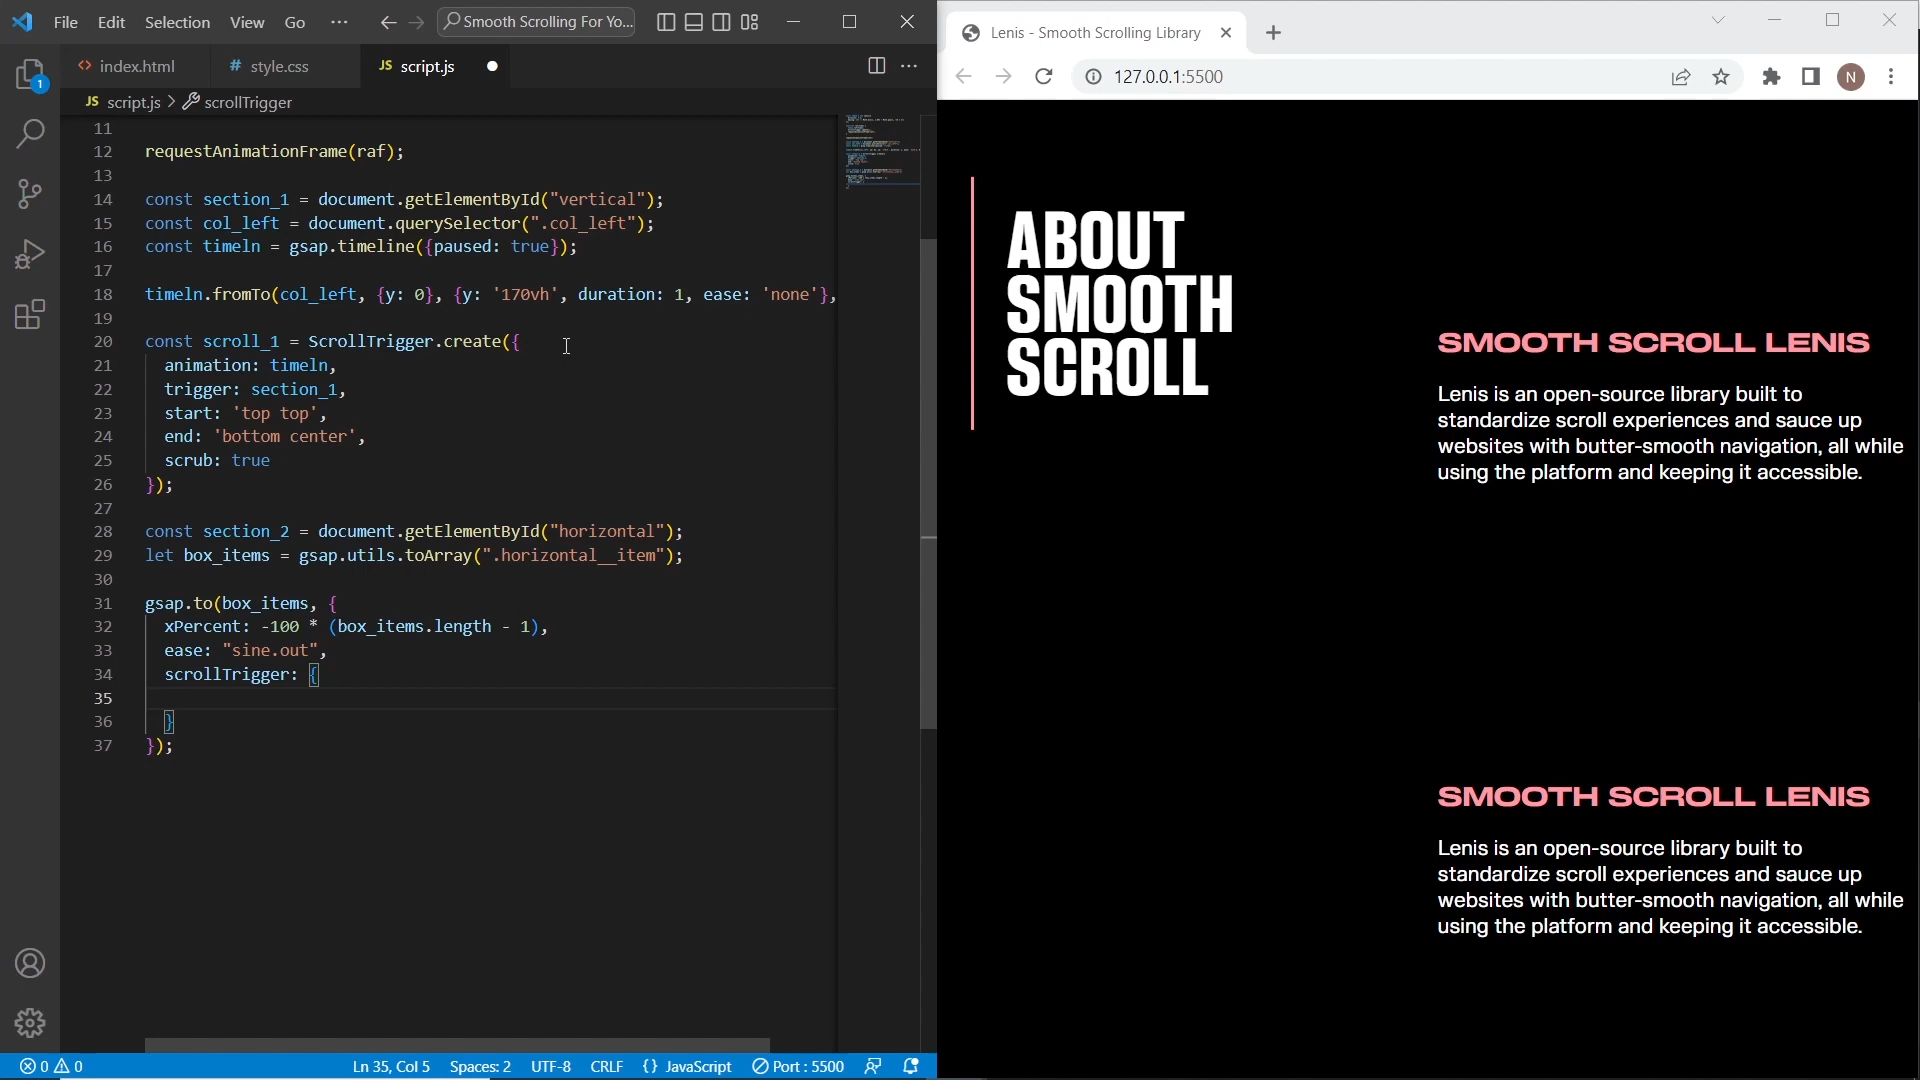 File Edit Selection View Go ··· Smooth Scrolling For Yo...
index.html style.css JS script.js
JS script.js > scrollTrigger
11
12 requestAnimationFrame(raf);
13
14 const section_1 = document.getElementById("vertical");
15 const col_left = document.querySelector(".col_left");
16 const timeln = gsap.timeline({paused: true});
17
18 timeln.fromTo(col_left, {y: 0}, {y: '170vh', duration: 1, ease: 'none'},
19
20 const scroll_1 = ScrollTrigger.create({
21 animation: timeln,
22 trigger: section_1,
23 start: 'top top',
24 end: 'bottom center',
25 scrub: true
26 });
27
28 const section_2 = document.getElementById("horizontal");
29 let box_items = gsap.utils.toArray(".horizontal__item");
30
31 gsap.to(box_items, {
32 xPercent: -100 * (box_items.length - 1),
33 ease: "sine.out",
34 scrollTrigger: {
35
36 }
37 });
1
0 0 Ln 35, Col 5 Spaces: 2 UTF-8 CRLF {} JavaScript Port : 5500
Lenis - Smooth Scrolling Library
127.0.0.1:5500 N
ABOUT
SMOOTH
SCROLL
SMOOTH SCROLL LENIS
Lenis is an open-source library built to
standardize scroll experiences and sauce up
websites with butter-smooth navigation, all while
using the platform and keeping it accessible.
SMOOTH SCROLL LENIS
Lenis is an open-source library built to
standardize scroll experiences and sauce up
websites with butter-smooth navigation, all while
using the platform and keeping it accessible.